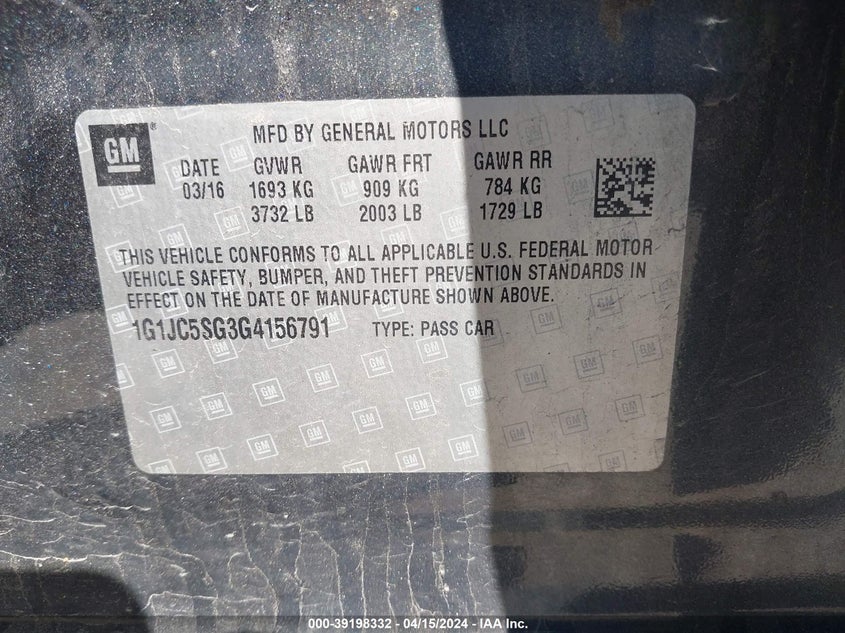 GM
MFD BY GENERAL MOTORS LLC
DATE GVWR GAWR FRT GAWR RR
03/16 1693 KG 909 KG 784 KG
3732 LB 2003 LB 1729 LB
THIS VEHICLE CONFORMS TO ALL APPLICABLE U.S. FEDERAL MOTOR
VEHICLE SAFETY, BUMPER, AND THEFT PREVENTION STANDARDS IN
EFFECT ON THE DATE OF MANUFACTURE SHOWN ABOVE.
1G1JC5SG3G4156791 TYPE: PASS CAR
000-39198332 - 04/15/2024 - IAA Inc.